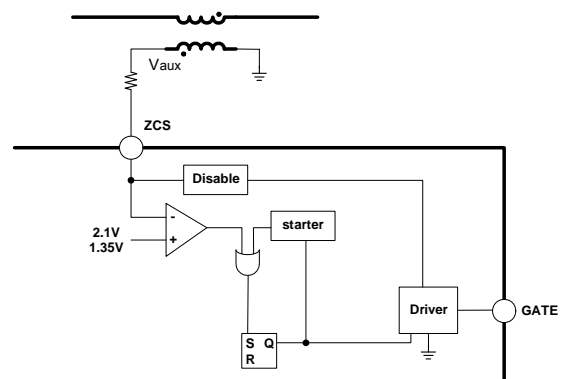 Vaux
ZCS
Disable
-
2.1V
1.35V
+
starter
Driver
GATE
S Q
R